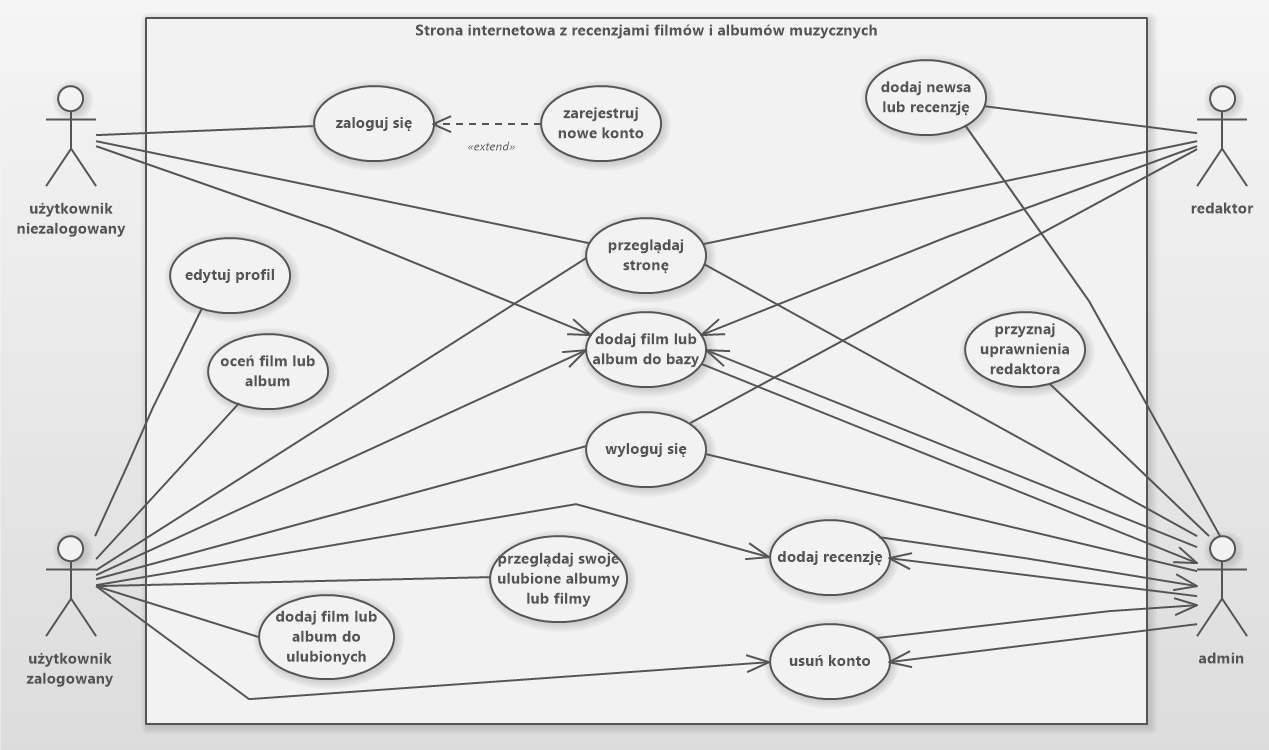 Strona internetowa z recenzjami filmów i albumów muzycznych
dodaj newsa
lub recenzję
zaloguj się
zarejestruj
nowe konto
«extend»
użytkownik
niezalogowany
redaktor
przeglądaj
stronę
edytuj profil
dodaj film lub
album do bazy
przyznaj
uprawnienia
redaktora
oceń film lub
album
wyloguj się
przeglądaj swoje
ulubione albumy
lub filmy
dodaj recenzję
dodaj film lub
album do
ulubionych
usuń konto
użytkownik
zalogowany
admin